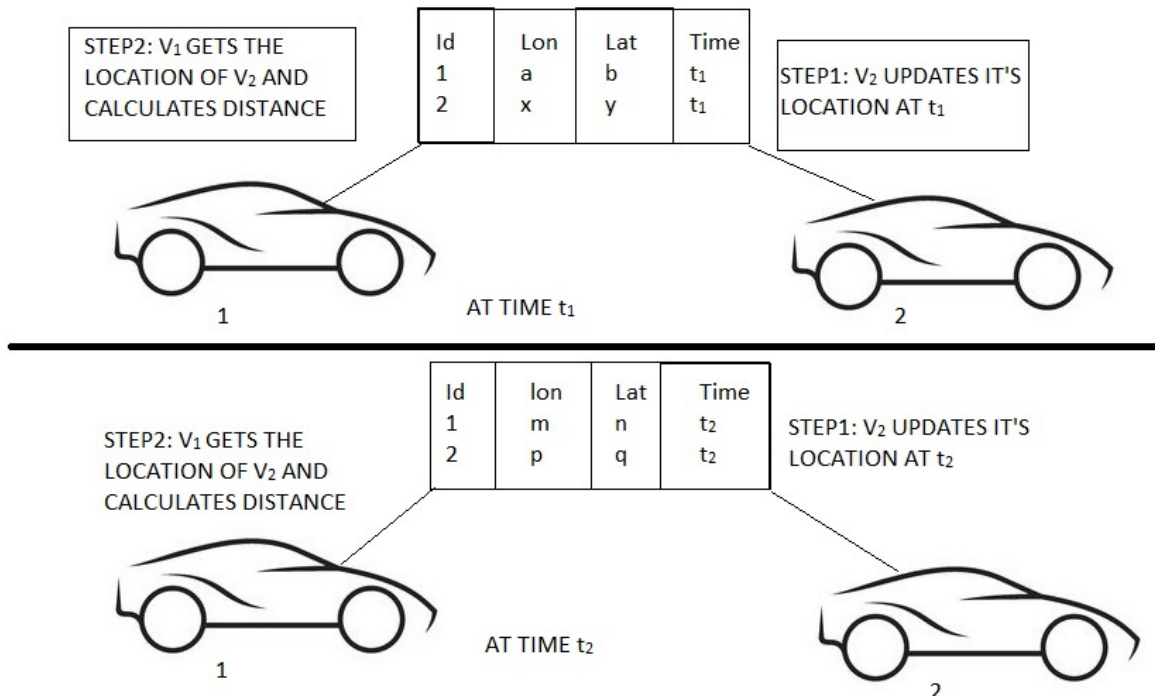 STEP2: V₁ GETS THE
LOCATION OF V₂ AND
CALCULATES DISTANCE
Id Lon Lat Time
1 a b t₁
2 x y t₁
STEP1: V₂ UPDATES IT'S
LOCATION AT t₁
1
AT TIME t₁
2
Id lon Lat Time
1 m n t₂
2 p q t₂
STEP1: V₂ UPDATES IT'S
LOCATION AT t₂
STEP2: V₁ GETS THE
LOCATION OF V₂ AND
CALCULATES DISTANCE
1
AT TIME t₂
2